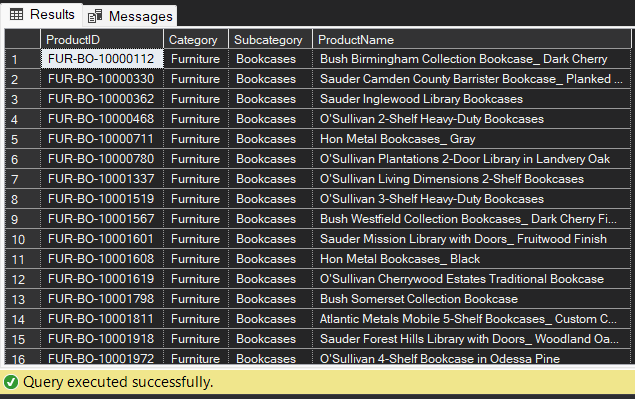 Results Messages
ProductID Category Subcategory ProductName
1 FUR-BO-10000112 Furniture Bookcases Bush Birmingham Collection Bookcase_ Dark Cherry
2 FUR-BO-10000330 Furniture Bookcases Sauder Camden County Barrister Bookcase_ Planked ...
3 FUR-BO-10000362 Furniture Bookcases Sauder Inglewood Library Bookcases
4 FUR-BO-10000468 Furniture Bookcases O'Sullivan 2-Shelf Heavy-Duty Bookcases
5 FUR-BO-10000711 Furniture Bookcases Hon Metal Bookcases_ Gray
6 FUR-BO-10000780 Furniture Bookcases O'Sullivan Plantations 2-Door Library in Landvery Oak
7 FUR-BO-10001337 Furniture Bookcases O'Sullivan Living Dimensions 2-Shelf Bookcases
8 FUR-BO-10001519 Furniture Bookcases O'Sullivan 3-Shelf Heavy-Duty Bookcases
9 FUR-BO-10001567 Furniture Bookcases Bush Westfield Collection Bookcases_ Dark Cherry Fi...
10 FUR-BO-10001601 Furniture Bookcases Sauder Mission Library with Doors_ Fruitwood Finish
11 FUR-BO-10001608 Furniture Bookcases Hon Metal Bookcases_ Black
12 FUR-BO-10001619 Furniture Bookcases O'Sullivan Cherrywood Estates Traditional Bookcase
13 FUR-BO-10001798 Furniture Bookcases Bush Somerset Collection Bookcase
14 FUR-BO-10001811 Furniture Bookcases Atlantic Metals Mobile 5-Shelf Bookcases_ Custom C...
15 FUR-BO-10001918 Furniture Bookcases Sauder Forest Hills Library with Doors_ Woodland Oa...
16 FUR-BO-10001972 Furniture Bookcases O'Sullivan 4-Shelf Bookcase in Odessa Pine
Query executed successfully.